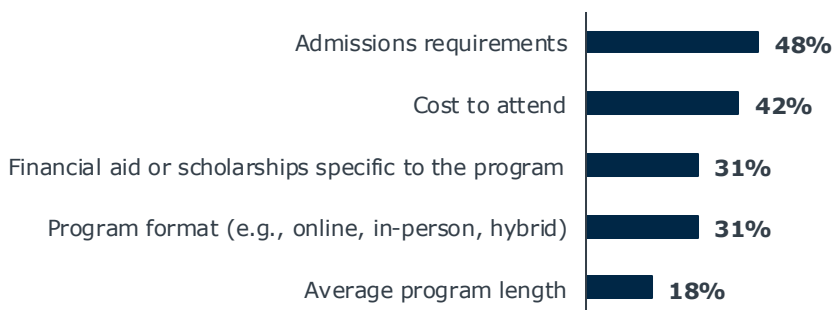 Admissions requirements 48%
Cost to attend 42%
Financial aid or scholarships specific to the program 31%
Program format (e.g., online, in-person, hybrid) 31%
Average program length 18%